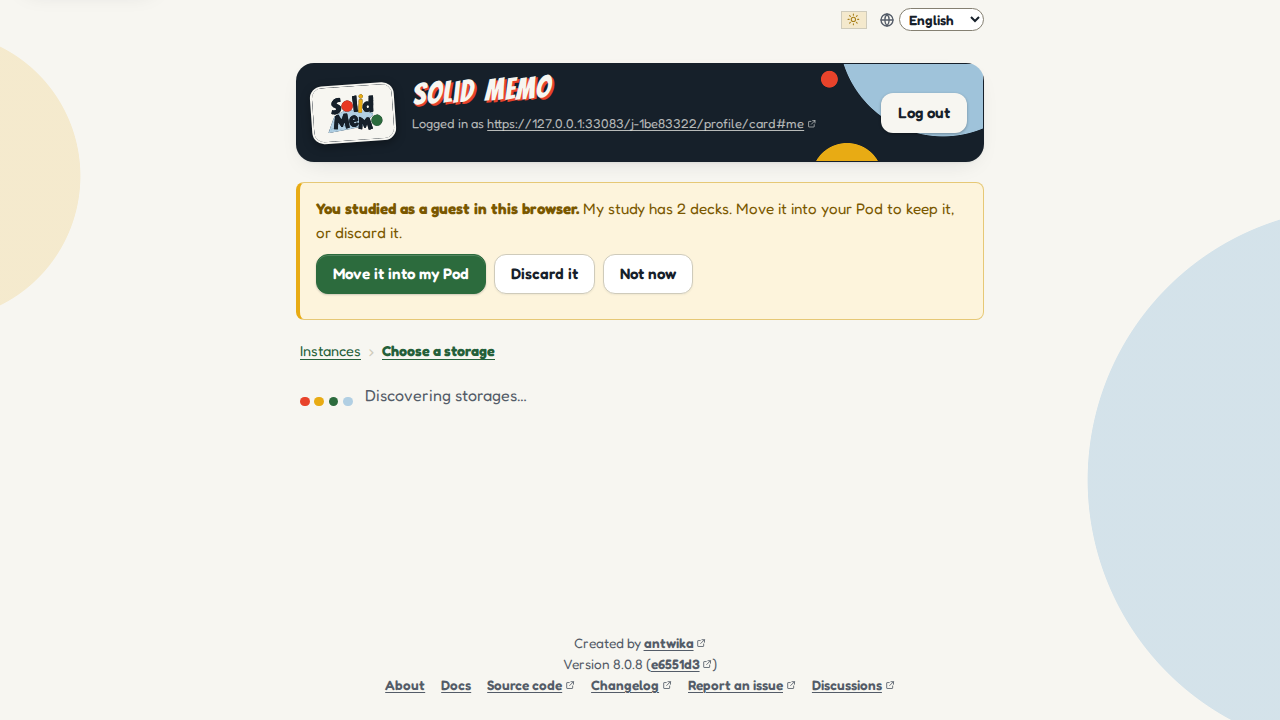 English
Solid Memo
SOLID MEMO
Logged in as https://127.0.0.1:33083/j-1be83322/profile/card#me
Log out
You studied as a guest in this browser. My study has 2 decks. Move it into your Pod to keep it,
or discard it.
Move it into my Pod
Discard it
Not now
Instances › Choose a storage
Discovering storages...
Created by antwika
Version 8.0.8 (e6551d3)
About Docs Source code Changelog Report an issue Discussions